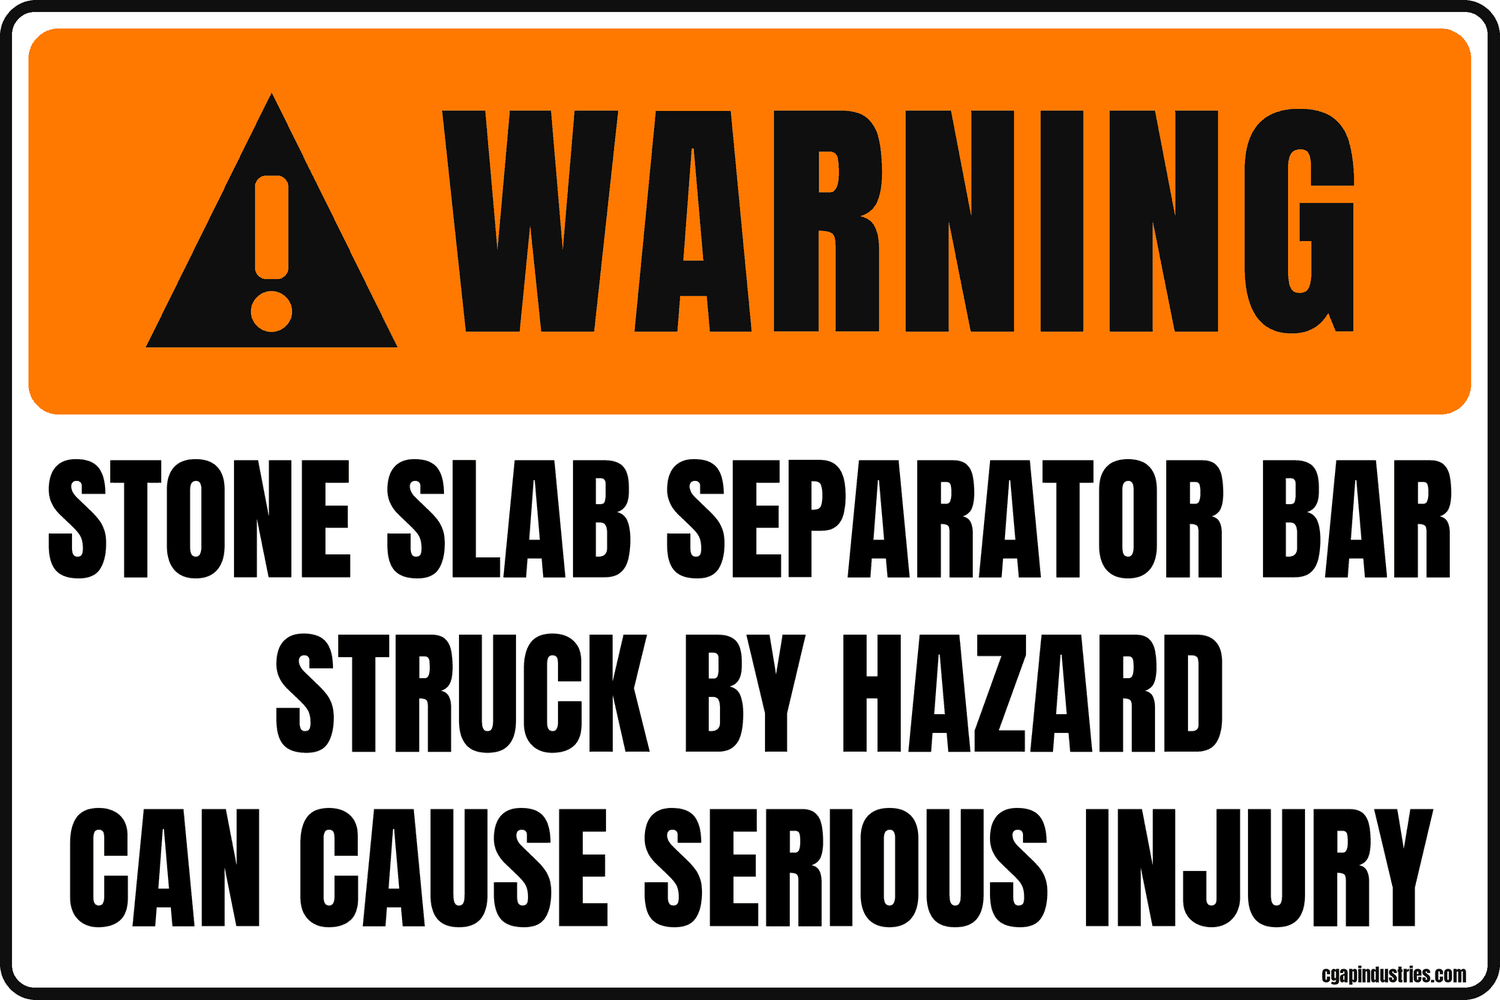 WARNING
STONE SLAB SEPARATOR BAR
STRUCK BY HAZARD
CAN CAUSE SERIOUS INJURY
cgapindustries.com